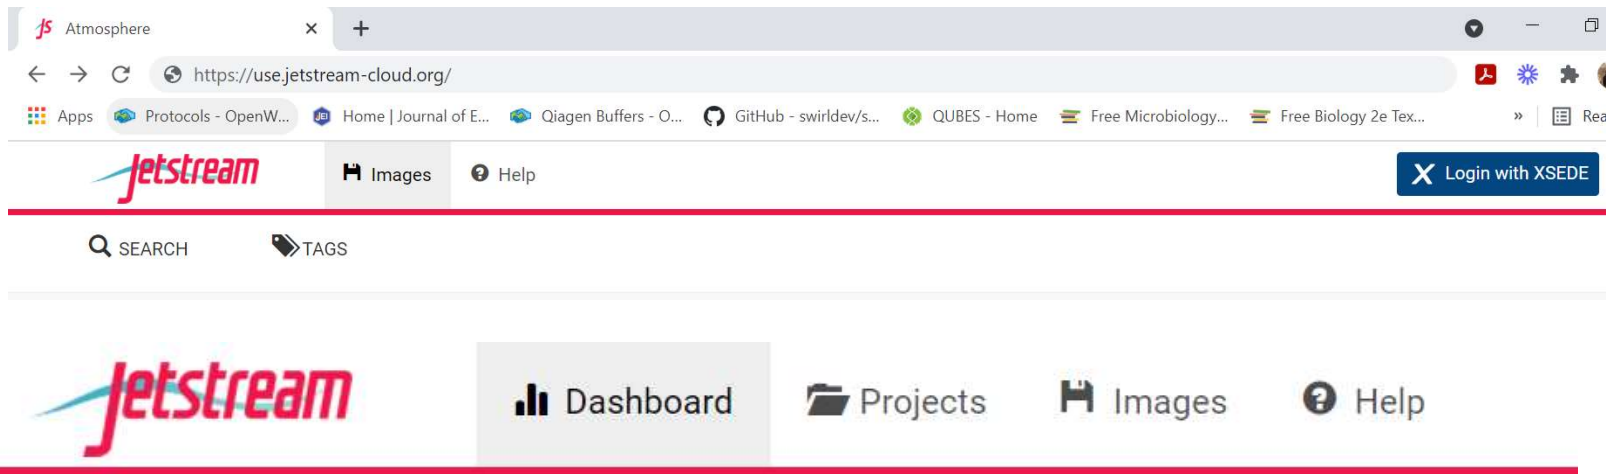 Atmosphere
https://use.jetstream-cloud.org/
Apps Protocols - OpenW... Home | Journal of E... Qiagen Buffers - O... GitHub - swirldev/s... QUBES - Home Free Microbiology... Free Biology 2e Tex... » Rea
Jetstream Images Help X Login with XSEDE
SEARCH TAGS
Jetstream Dashboard Projects Images Help